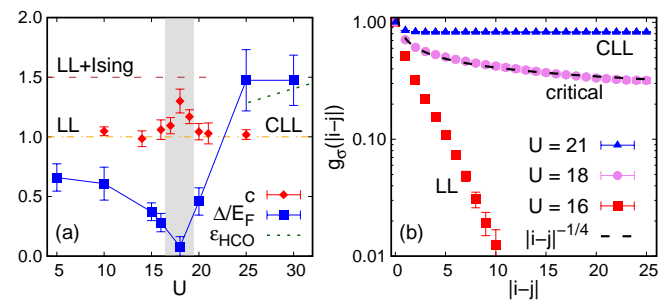 2.0
1.5
1.0
0.5
0.0
LL+Ising
LL
CLL
c
Δ/E_F
ε_HCO
(a)
5 10 15 20 25 30
U
1.00
0.10
0.01
g_σ(|i−j|)
CLL
critical
LL
U = 21
U = 18
U = 16
|i−j|^−1/4
(b)
0 5 10 15 20 25
|i−j|